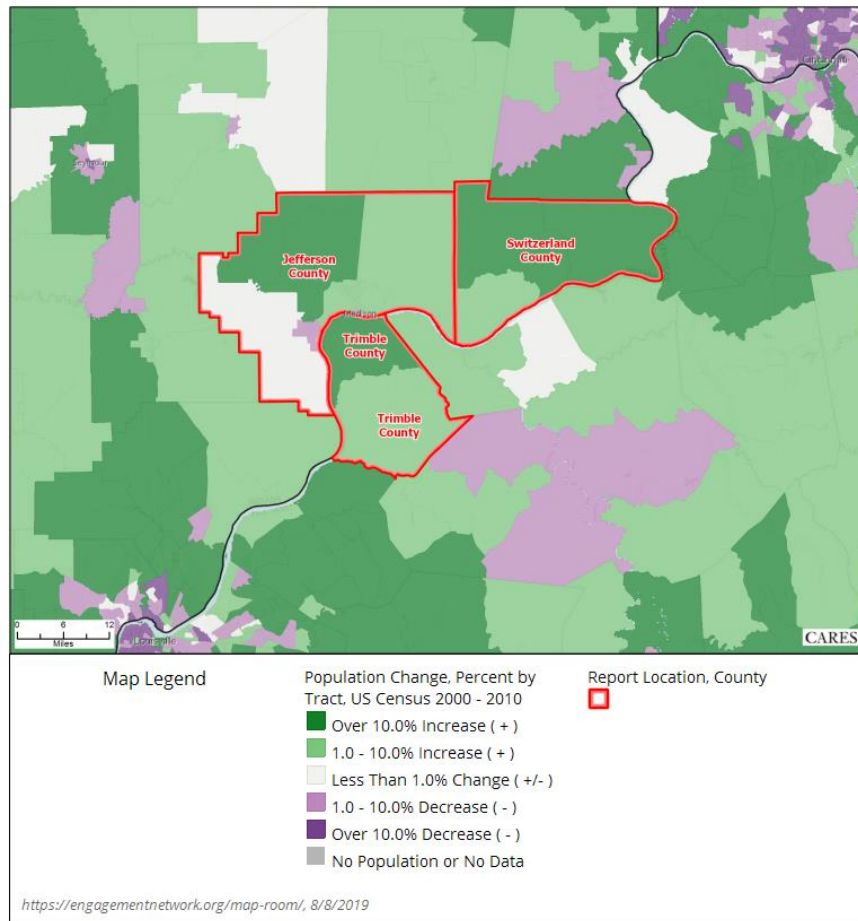 Cincinnati
Seymour
Jefferson
County
Switzerland
County
Madison
Trimble
County
Trimble
County
0 6 12
Miles
Louisville
CARES
Map Legend
Population Change, Percent by
Tract, US Census 2000 - 2010
Over 10.0% Increase ( + )
1.0 - 10.0% Increase ( + )
Less Than 1.0% Change ( +/- )
1.0 - 10.0% Decrease ( - )
Over 10.0% Decrease ( - )
No Population or No Data
Report Location, County
https://engagementnetwork.org/map-room/, 8/8/2019